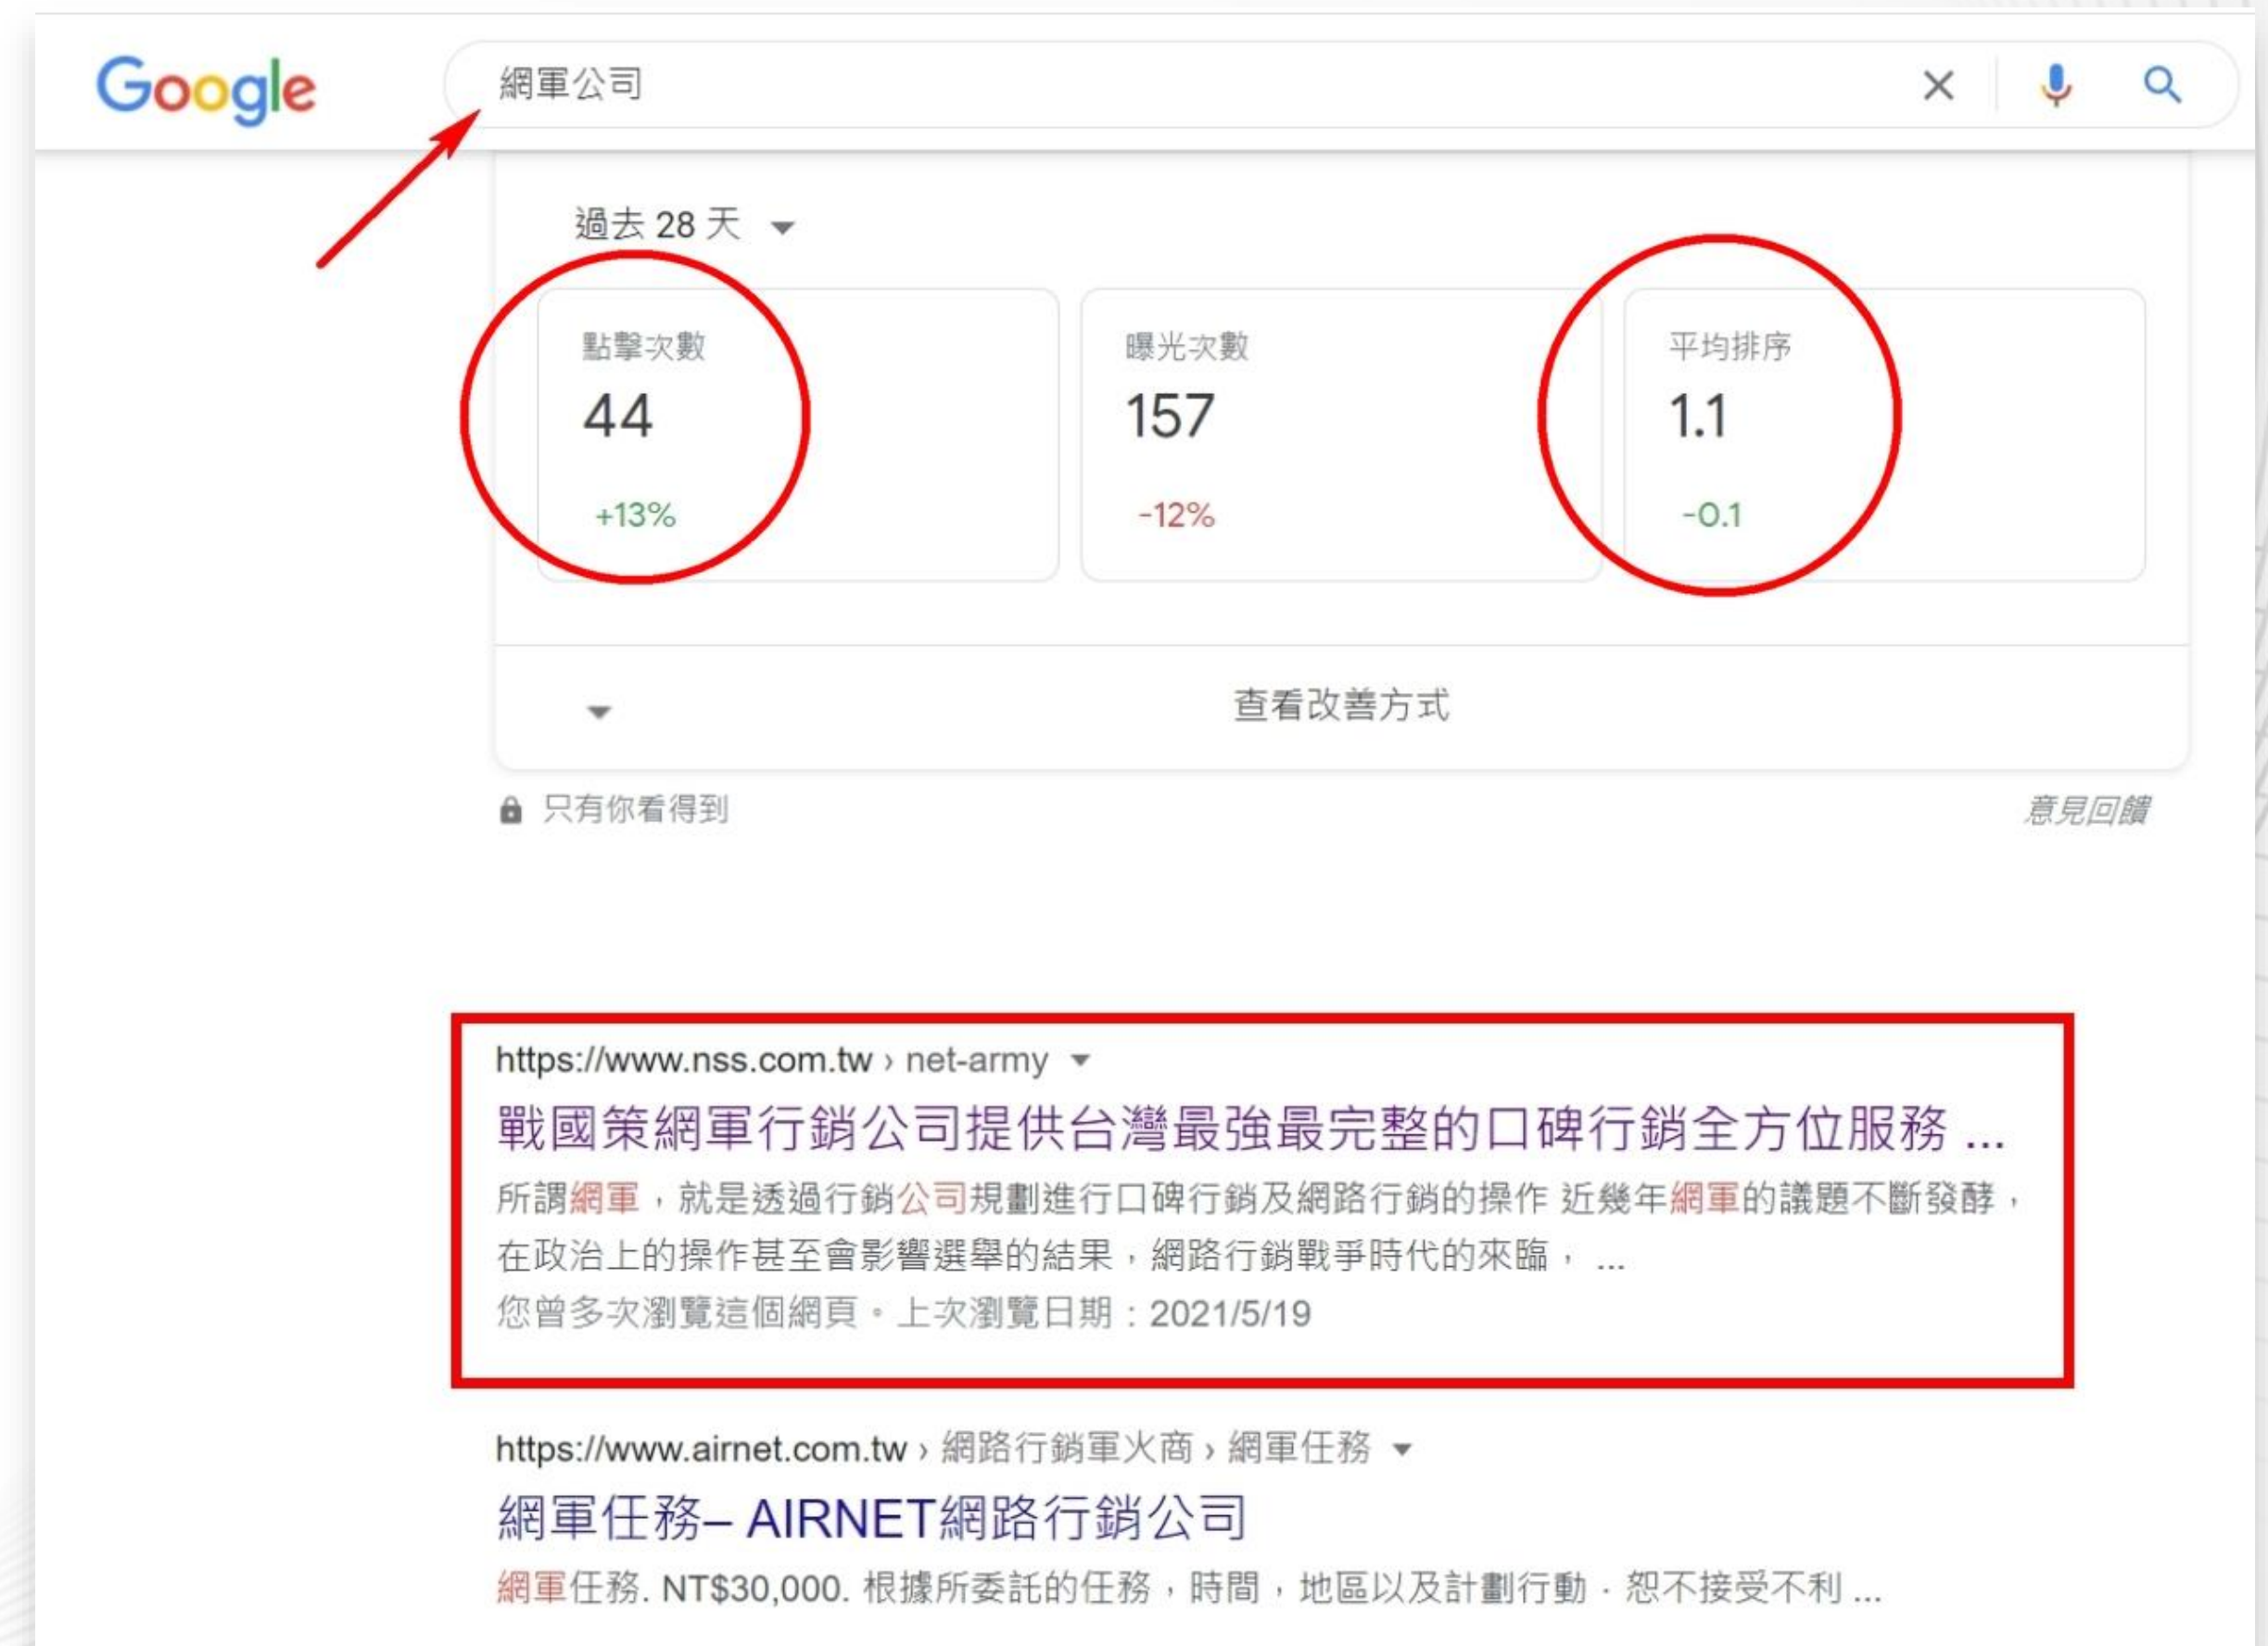 Google
網軍公司
過去 28 天
點擊次數
44
+13%
曝光次數
157
-12%
平均排序
1.1
-0.1
查看改善方式
只有你看得到
意見回饋
https://www.nss.com.tw › net-army
戰國策網軍行銷公司提供台灣最強最完整的口碑行銷全方位服務 ...
所謂網軍，就是透過行銷公司規劃進行口碑行銷及網路行銷的操作 近幾年網軍的議題不斷發酵，
在政治上的操作甚至會影響選舉的結果，網路行銷戰爭時代的來臨， ...
您曾多次瀏覽這個網頁。上次瀏覽日期：2021/5/19
https://www.airnet.com.tw › 網路行銷軍火商 › 網軍任務
網軍任務– AIRNET網路行銷公司
網軍任務. NT$30,000. 根據所委託的任務，時間，地區以及計劃行動 · 恕不接受不利 ...